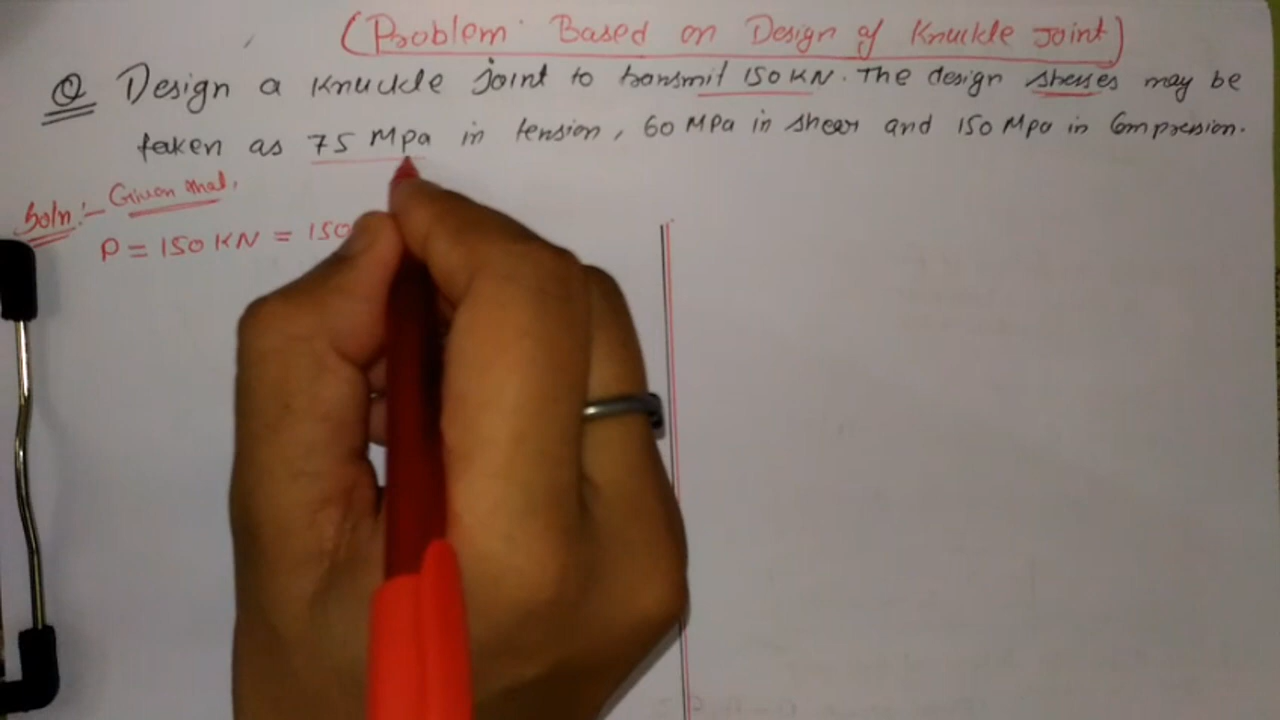 (Problem Based on Design of Knuckle Joint)
Q Design a Knuckle Joint to transmit 150 KN. The design stresses may be
taken as 75 MPa in tension, 60 MPa in shear and 150 MPa in Compression.
Soln:- Given that,
P = 150 KN = 150